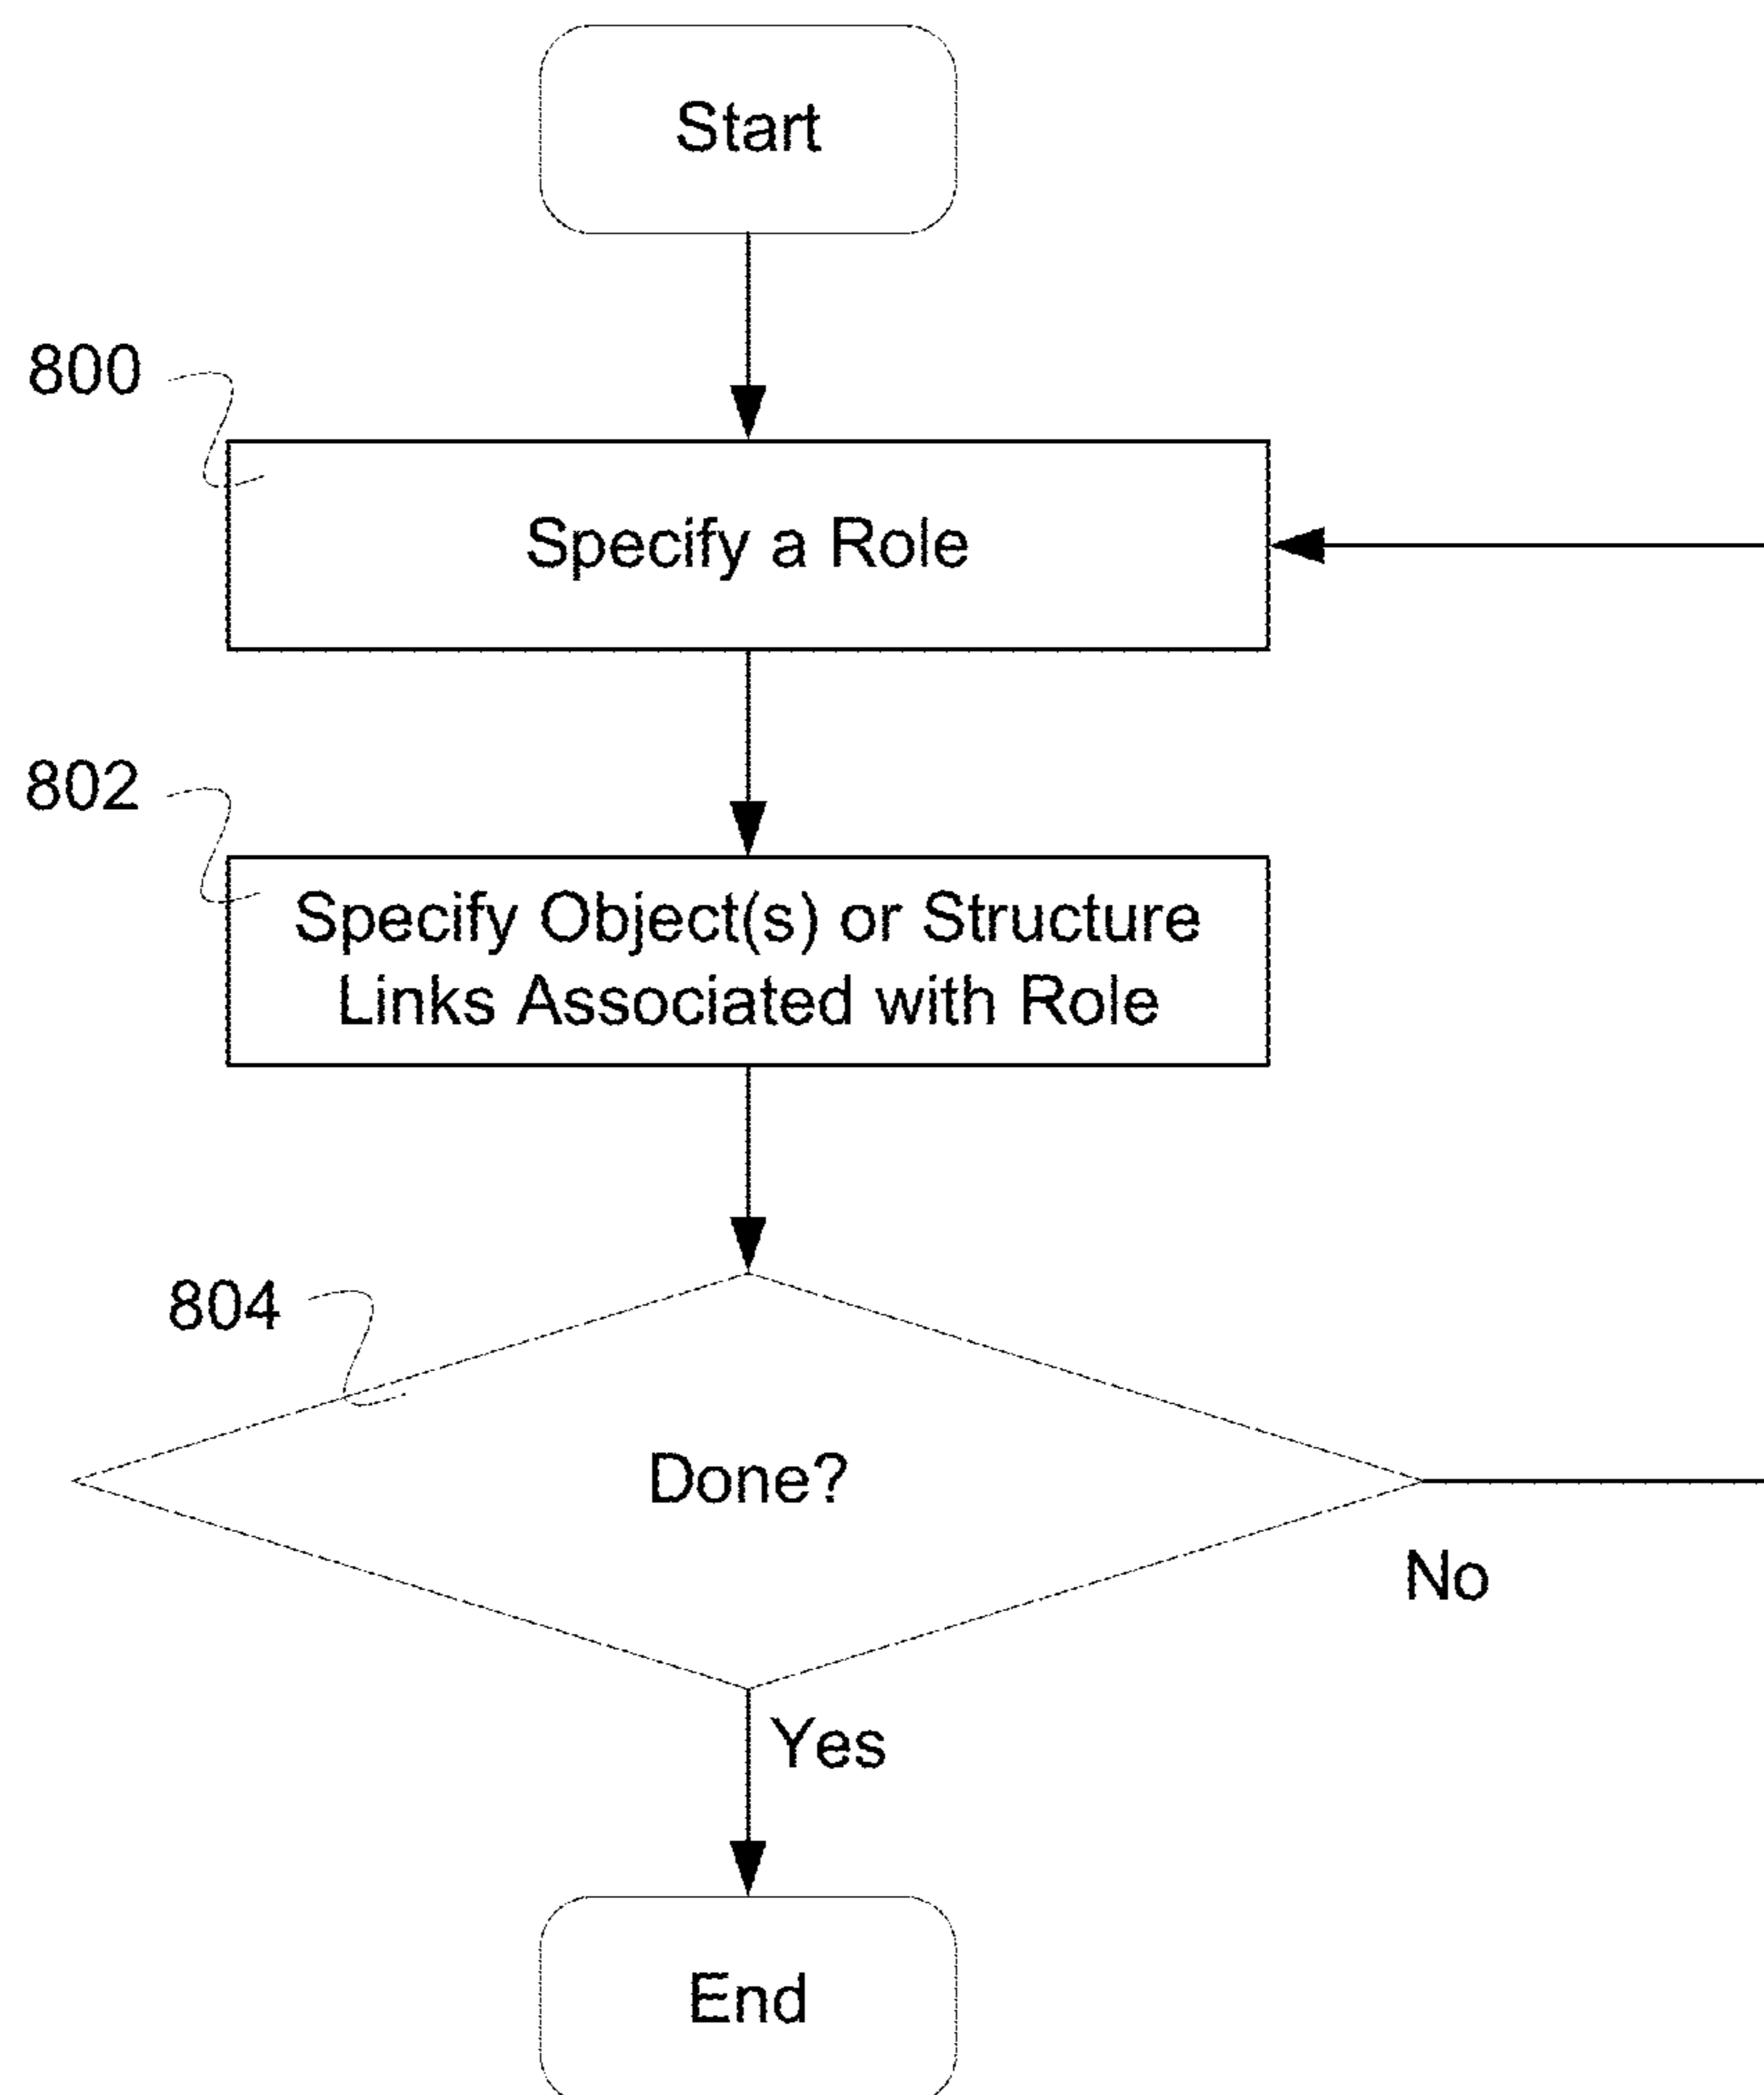 Start
800
Specify a Role
802
Specify Object(s) or Structure
Links Associated with Role
804
Done?
No
Yes
End